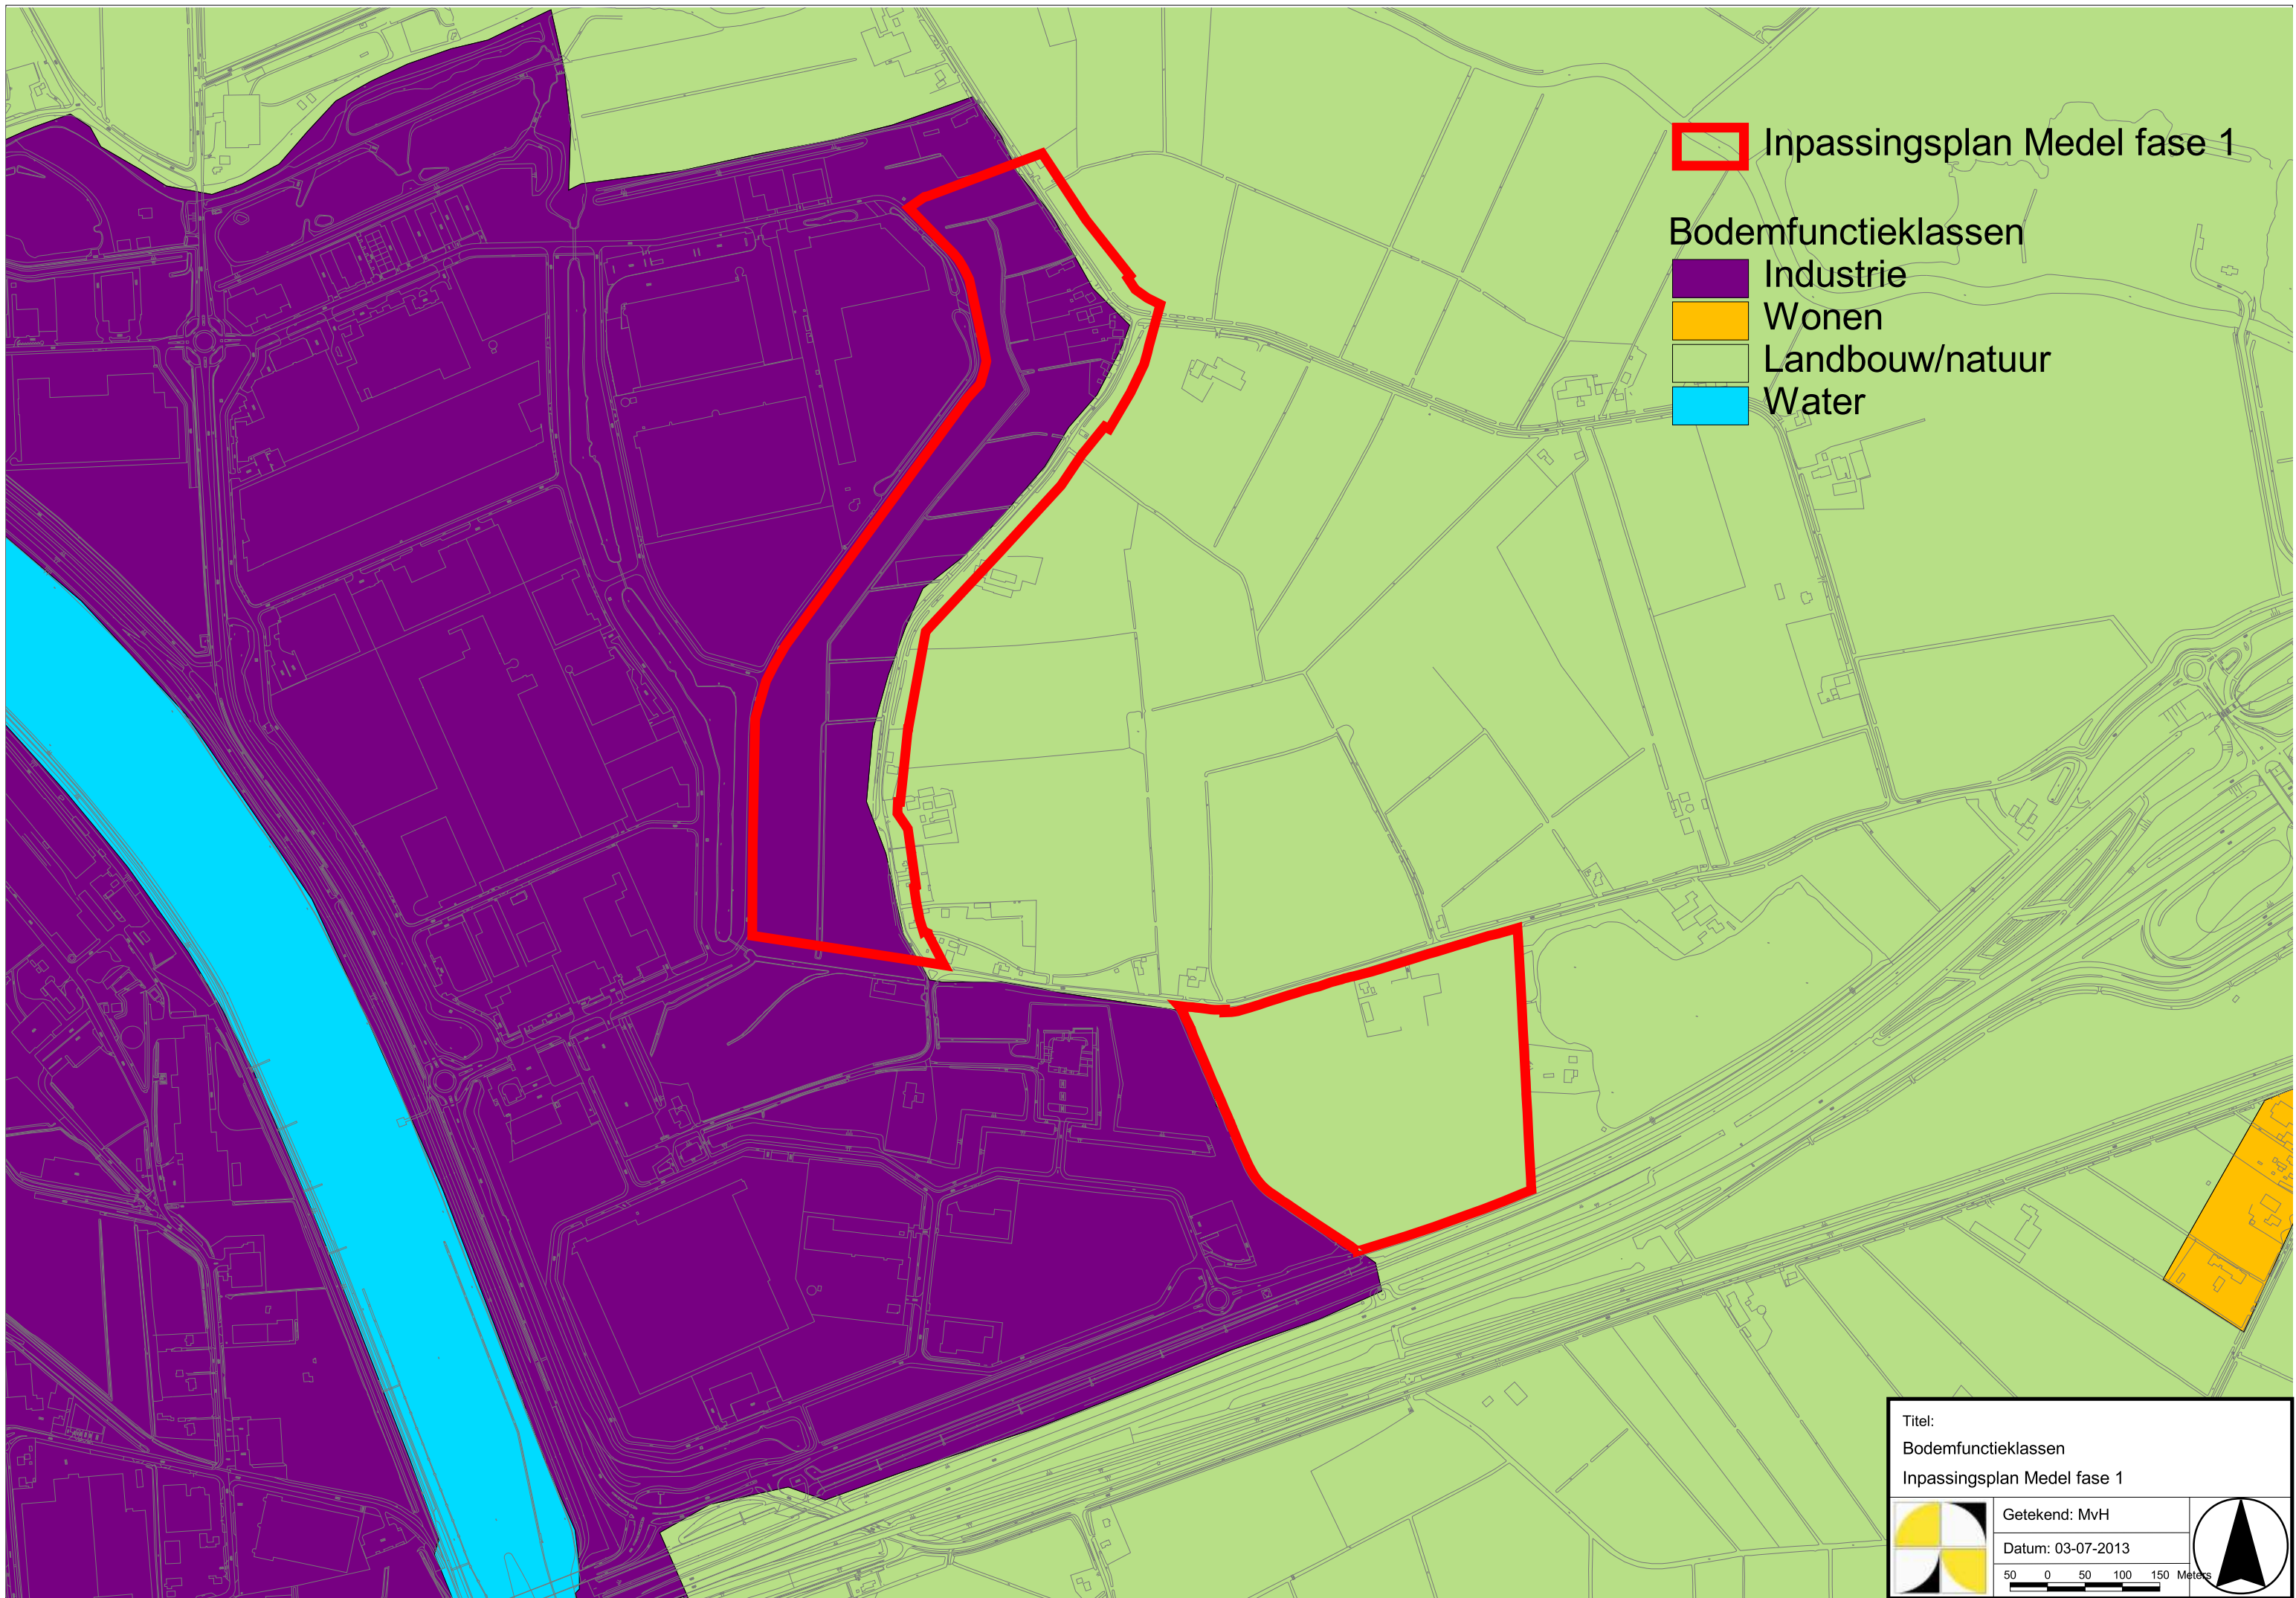 Inpassingsplan Medel fase 1
Bodemfunctieklassen
Industrie
Wonen
Landbouw/natuur
Water
Titel:
Bodemfunctieklassen
Inpassingsplan Medel fase 1
Getekend: MvH
Datum: 03-07-2013
50 0 50 100 150 Meters